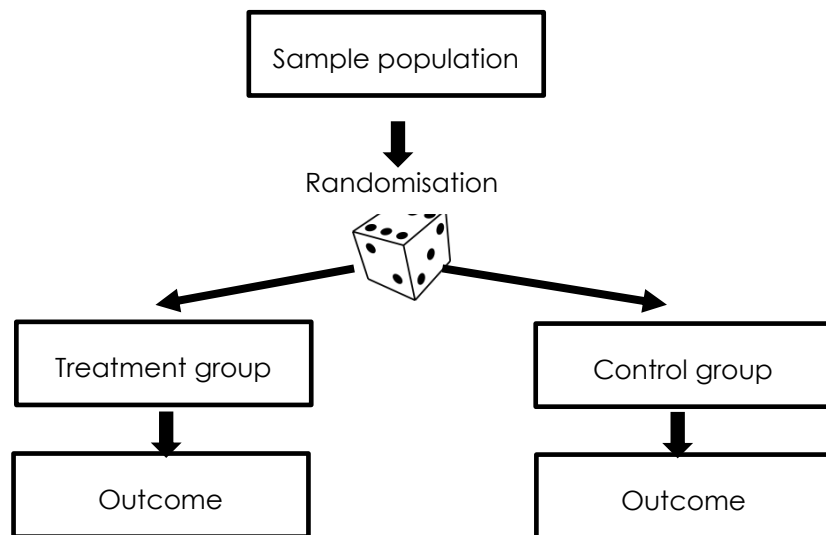 Sample population
Randomisation
Treatment group
Control group
Outcome
Outcome